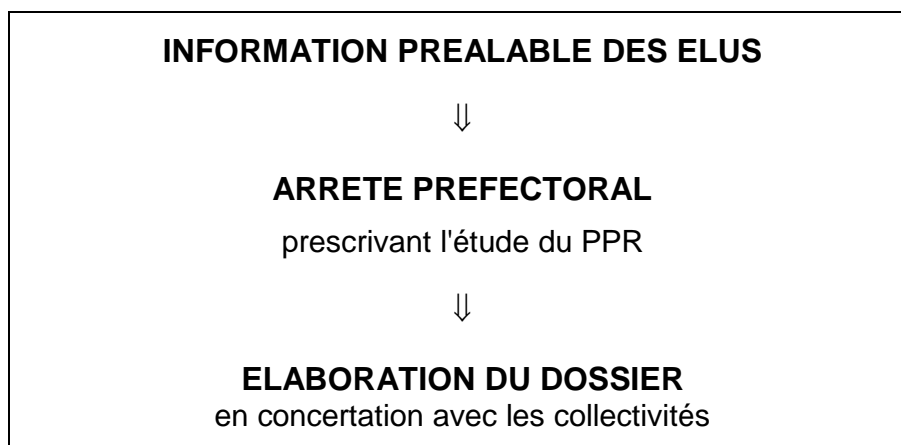 INFORMATION PREALABLE DES ELUS
⇓
ARRETE PREFECTORAL
prescrivant l'étude du PPR
⇓
ELABORATION DU DOSSIER
en concertation avec les collectivités